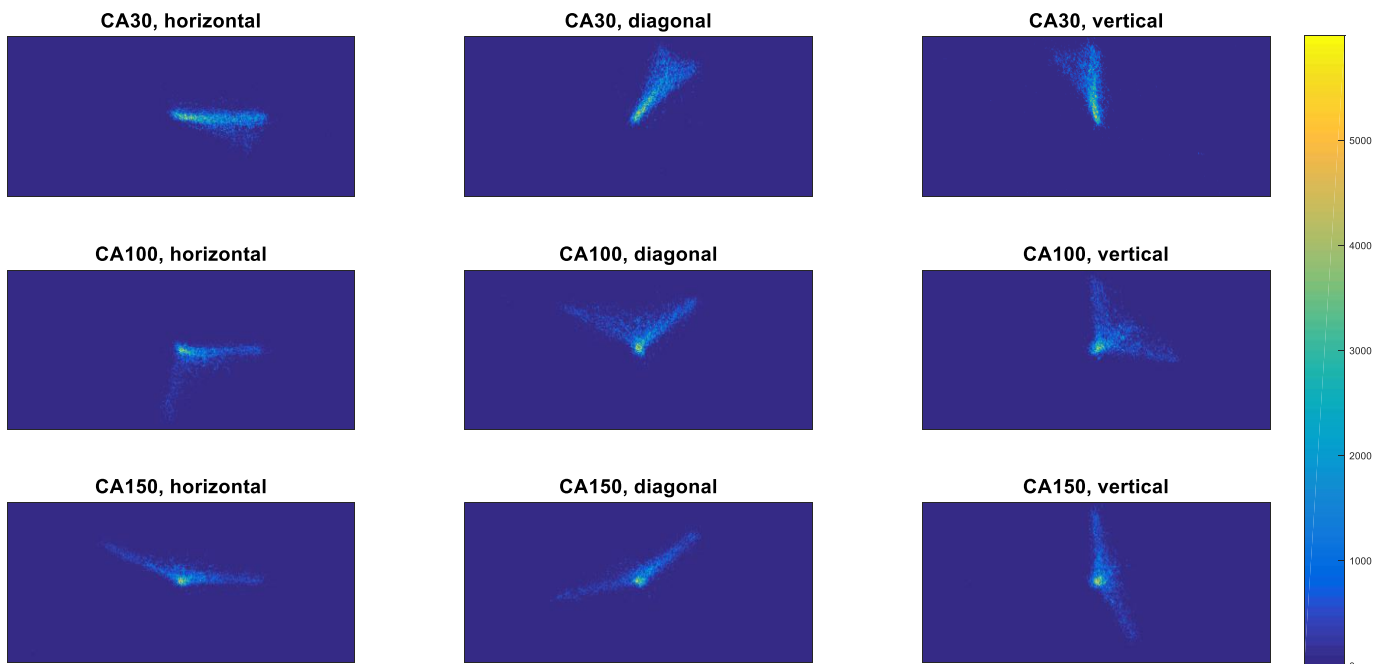 CA30, horizontal
CA30, diagonal
CA30, vertical
CA100, horizontal
CA100, diagonal
CA100, vertical
CA150, horizontal
CA150, diagonal
CA150, vertical
5000
4000
3000
2000
1000
0